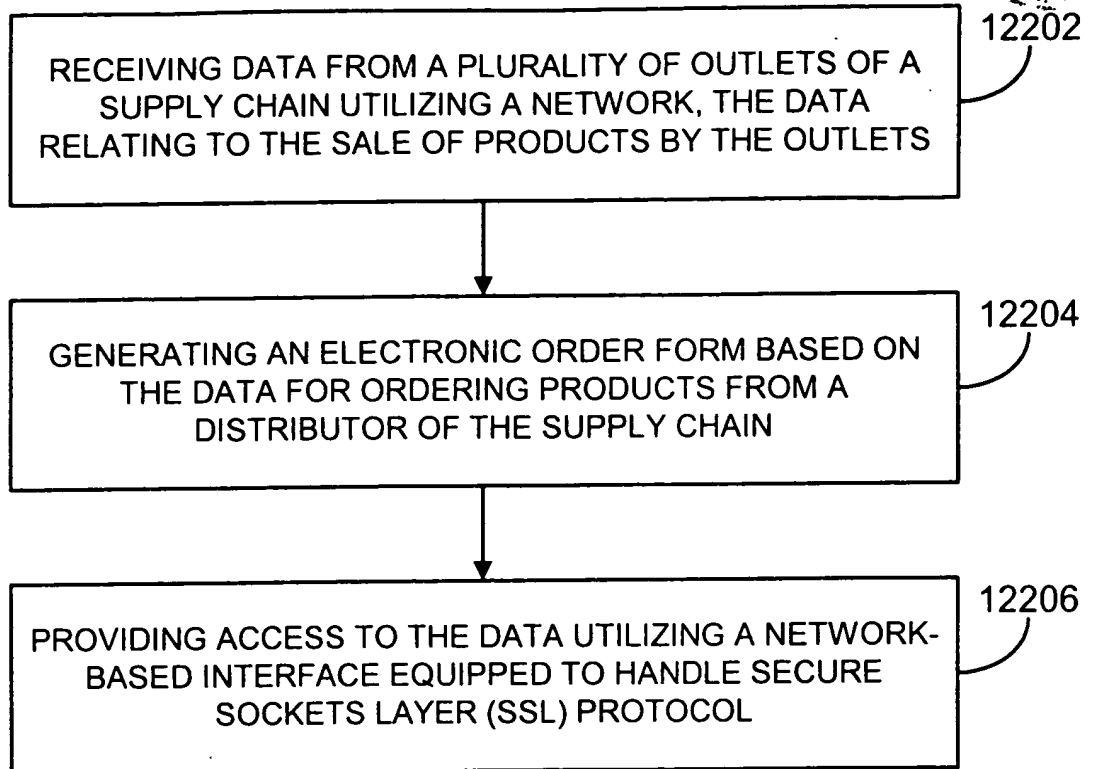 12202
RECEIVING DATA FROM A PLURALITY OF OUTLETS OF A
SUPPLY CHAIN UTILIZING A NETWORK, THE DATA
RELATING TO THE SALE OF PRODUCTS BY THE OUTLETS
12204
GENERATING AN ELECTRONIC ORDER FORM BASED ON
THE DATA FOR ORDERING PRODUCTS FROM A
DISTRIBUTOR OF THE SUPPLY CHAIN
12206
PROVIDING ACCESS TO THE DATA UTILIZING A NETWORK-
BASED INTERFACE EQUIPPED TO HANDLE SECURE
SOCKETS LAYER (SSL) PROTOCOL